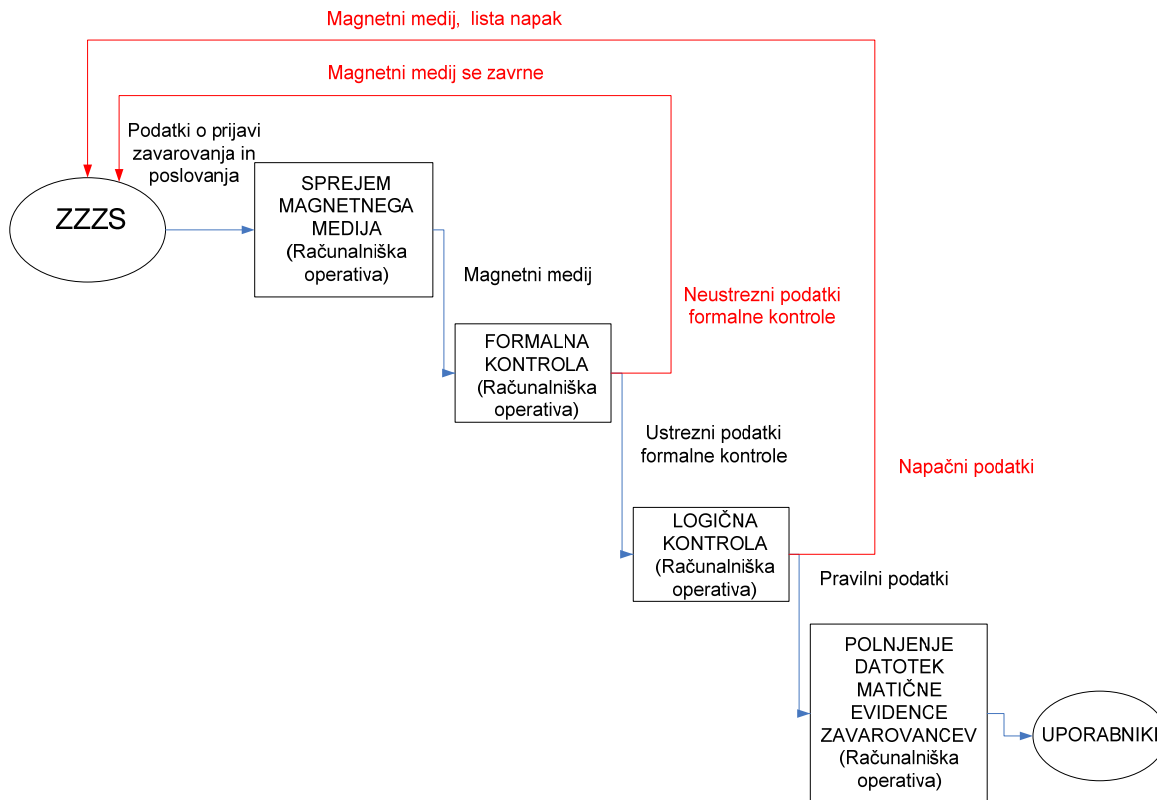 Magnetni medij, lista napak
Magnetni medij se zavrne
Podatki o prijavi
zavarovanja in
poslovanja
ZZZS
SPREJEM
MAGNETNEGA
MEDIJA
(Računalniška
operativa)
Magnetni medij
Neustrezni podatki
formalne kontrole
FORMALNA
KONTROLA
(Računalniška
operativa)
Ustrezni podatki
formalne kontrole
Napačni podatki
LOGIČNA
KONTROLA
(Računalniška
operativa)
Pravilni podatki
POLNJENJE
DATOTEK
MATIČNE
EVIDENCE
ZAVAROVANCEV
(Računalniška
operativa)
UPORABNIKI